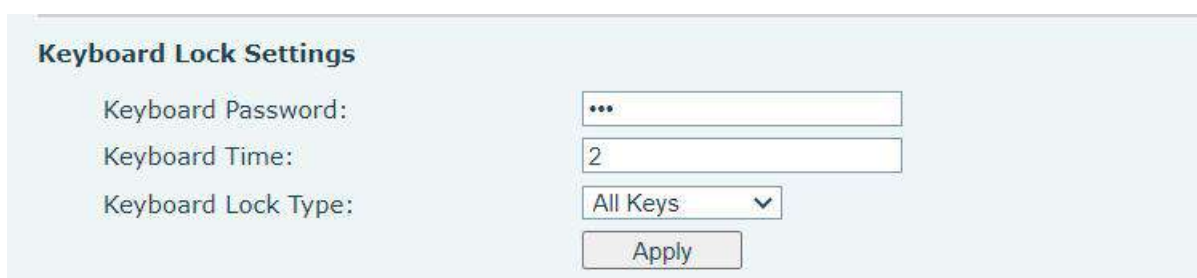 Keyboard Lock Settings
Keyboard Password: •••
Keyboard Time: 2
Keyboard Lock Type: All Keys
Apply